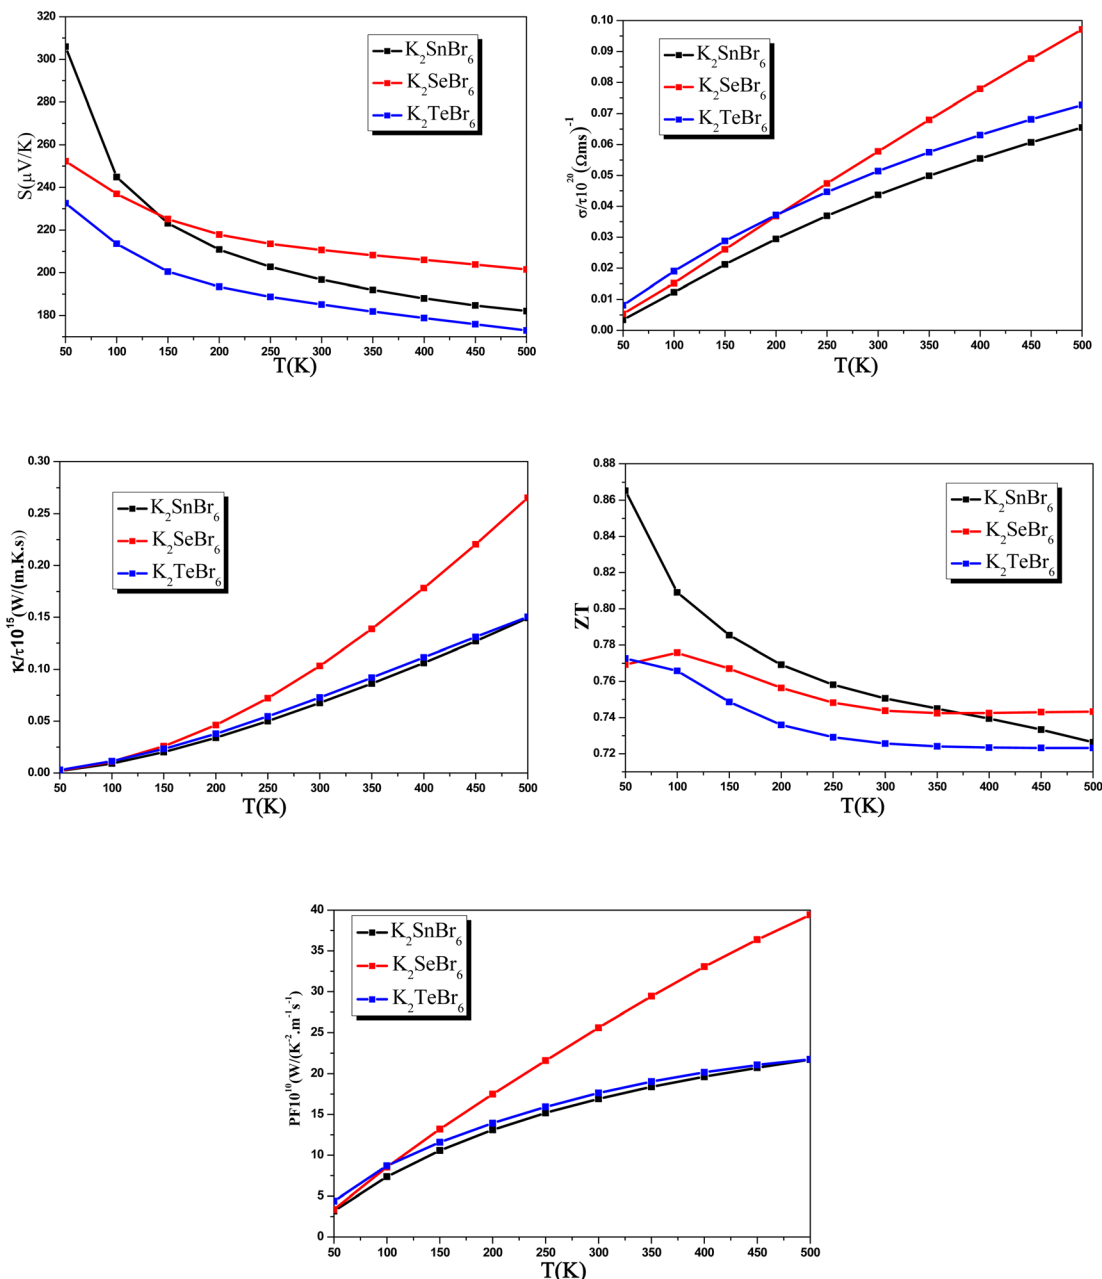 320
300
280
260
240
220
200
180
S(μV/K)
K₂SnBr₆
K₂SeBr₆
K₂TeBr₆
50 100 150 200 250 300 350 400 450 500
T(K)
0.10
0.09
0.08
0.07
0.06
0.05
0.04
0.03
0.02
0.01
0.00
σ/τ10²⁰(Ωms)⁻¹
K₂SnBr₆
K₂SeBr₆
K₂TeBr₆
50 100 150 200 250 300 350 400 450 500
T(K)
0.30
0.25
0.20
0.15
0.10
0.05
0.00
κ/τ10¹⁵(W/(m.K.s))
K₂SnBr₆
K₂SeBr₆
K₂TeBr₆
50 100 150 200 250 300 350 400 450 500
T(K)
0.88
0.86
0.84
0.82
0.80
0.78
0.76
0.74
0.72
ZT
K₂SnBr₆
K₂SeBr₆
K₂TeBr₆
50 100 150 200 250 300 350 400 450 500
T(K)
40
35
30
25
20
15
10
5
0
PF10¹⁰(W/(K⁻².m⁻¹s⁻¹)
K₂SnBr₆
K₂SeBr₆
K₂TeBr₆
50 100 150 200 250 300 350 400 450 500
T(K)